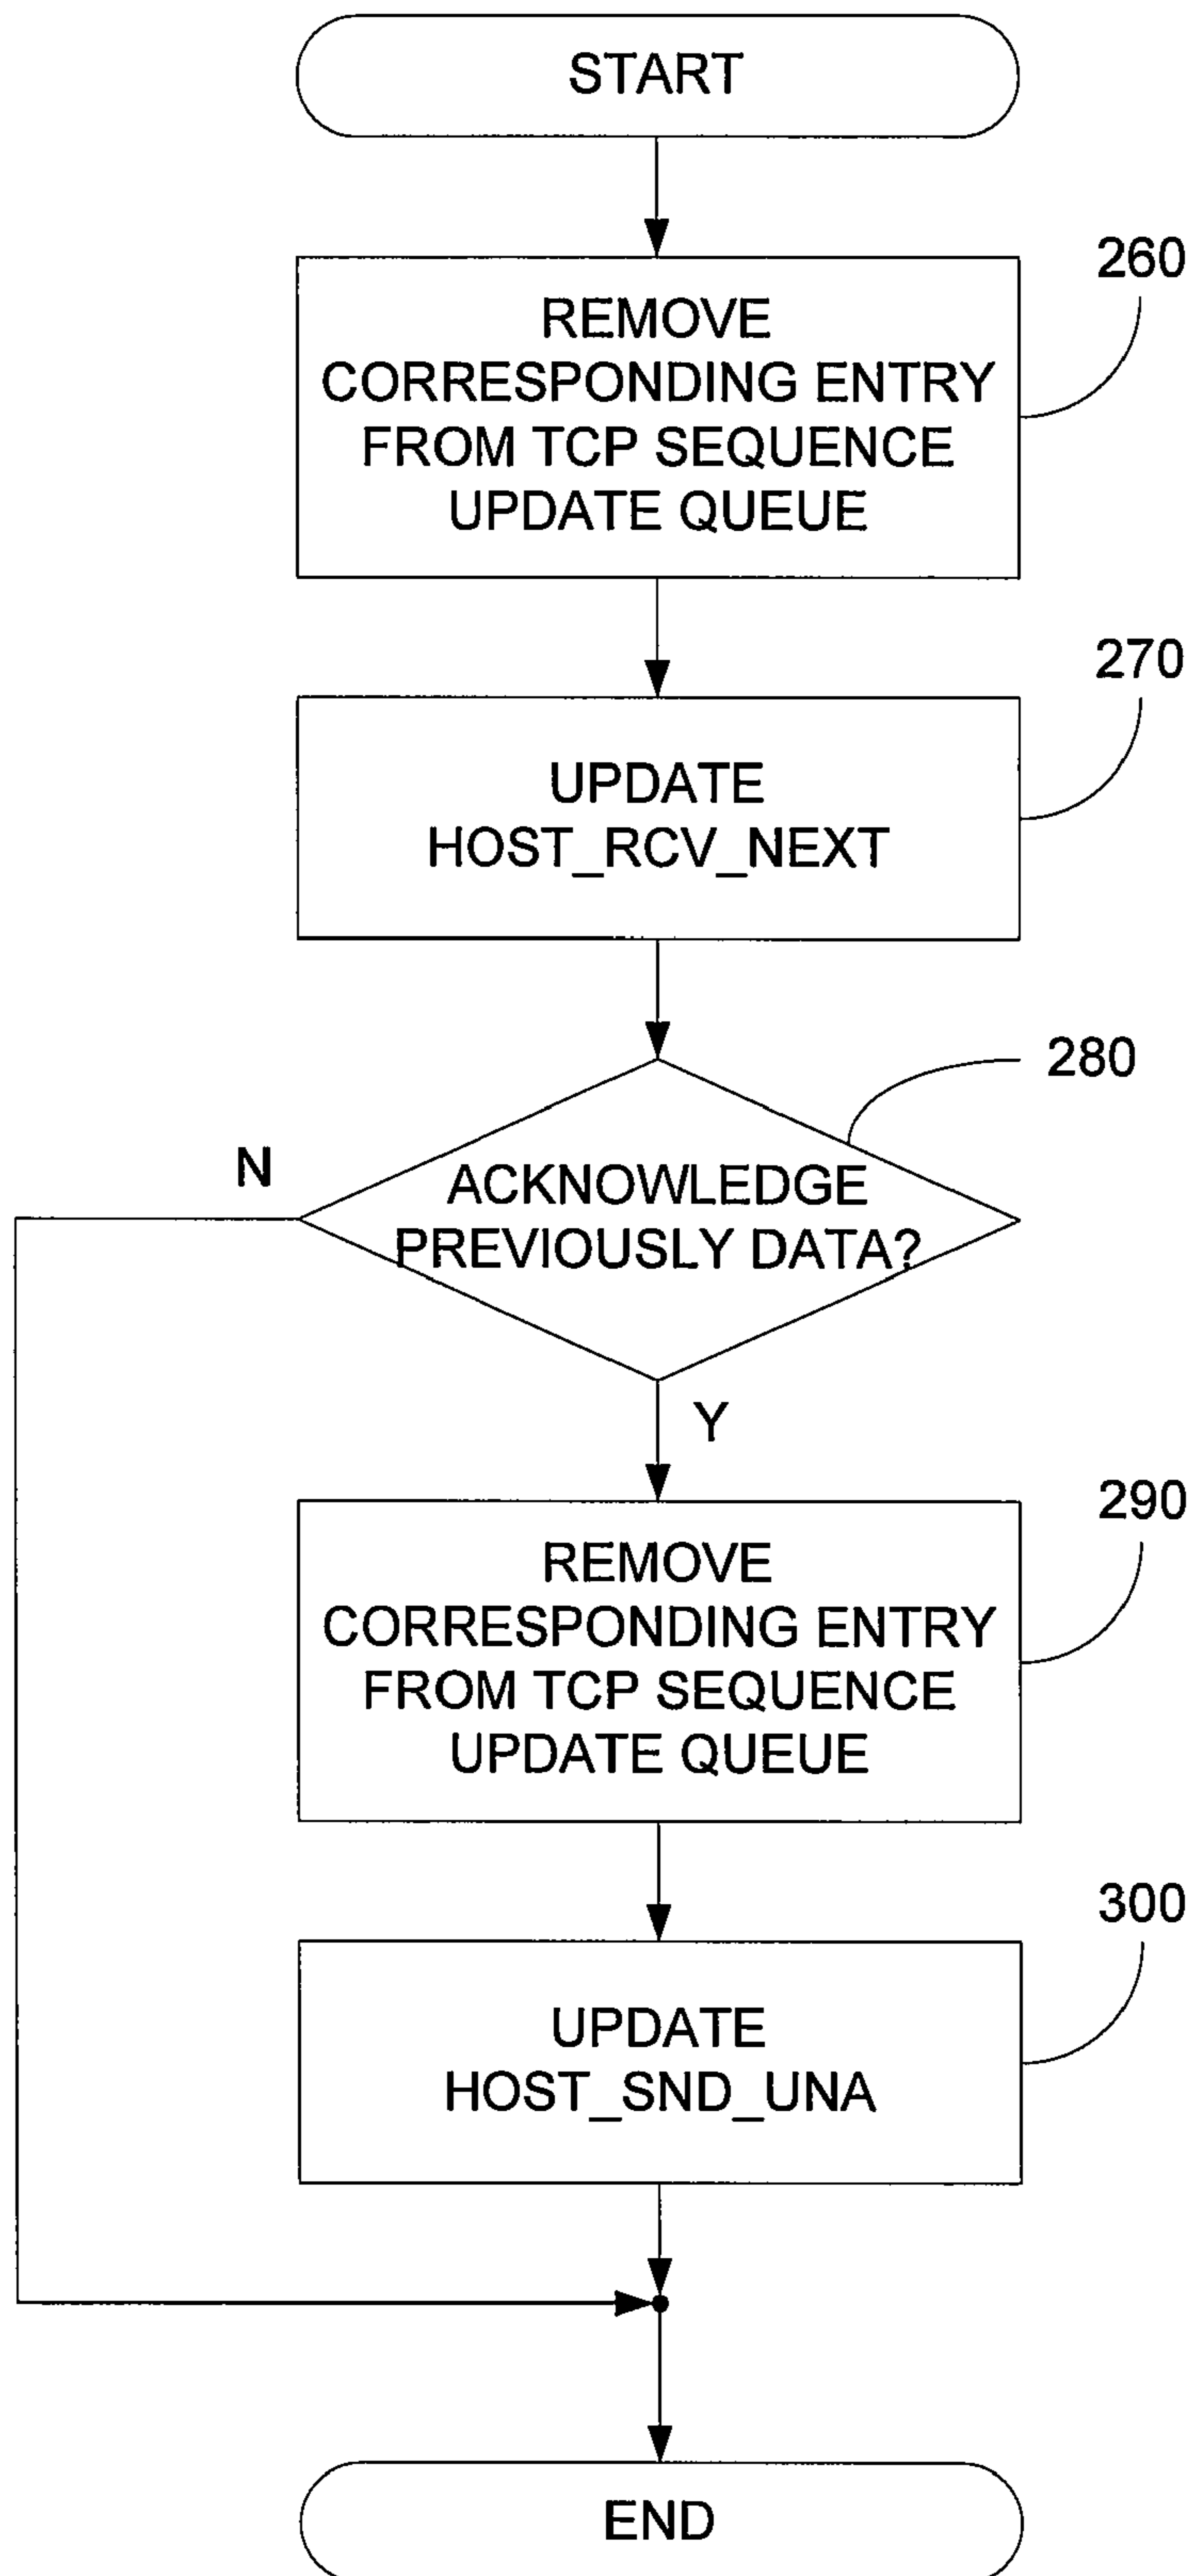 START
260
REMOVE
CORRESPONDING ENTRY
FROM TCP SEQUENCE
UPDATE QUEUE
270
UPDATE
HOST_RCV_NEXT
280
N
ACKNOWLEDGE
PREVIOUSLY DATA?
Y
290
REMOVE
CORRESPONDING ENTRY
FROM TCP SEQUENCE
UPDATE QUEUE
300
UPDATE
HOST_SND_UNA
END